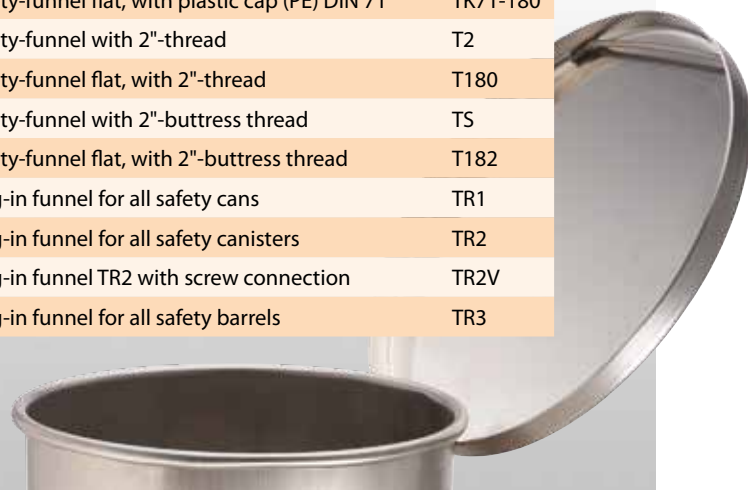 ty-funnel flat, with plastic cap (PE) DIN 71 TR71-180
ty-funnel with 2"-thread T2
ty-funnel flat, with 2"-thread T180
ty-funnel with 2"-buttress thread TS
ty-funnel flat, with 2"-buttress thread T182
-in funnel for all safety cans TR1
-in funnel for all safety canisters TR2
-in funnel TR2 with screw connection TR2V
-in funnel for all safety barrels TR3